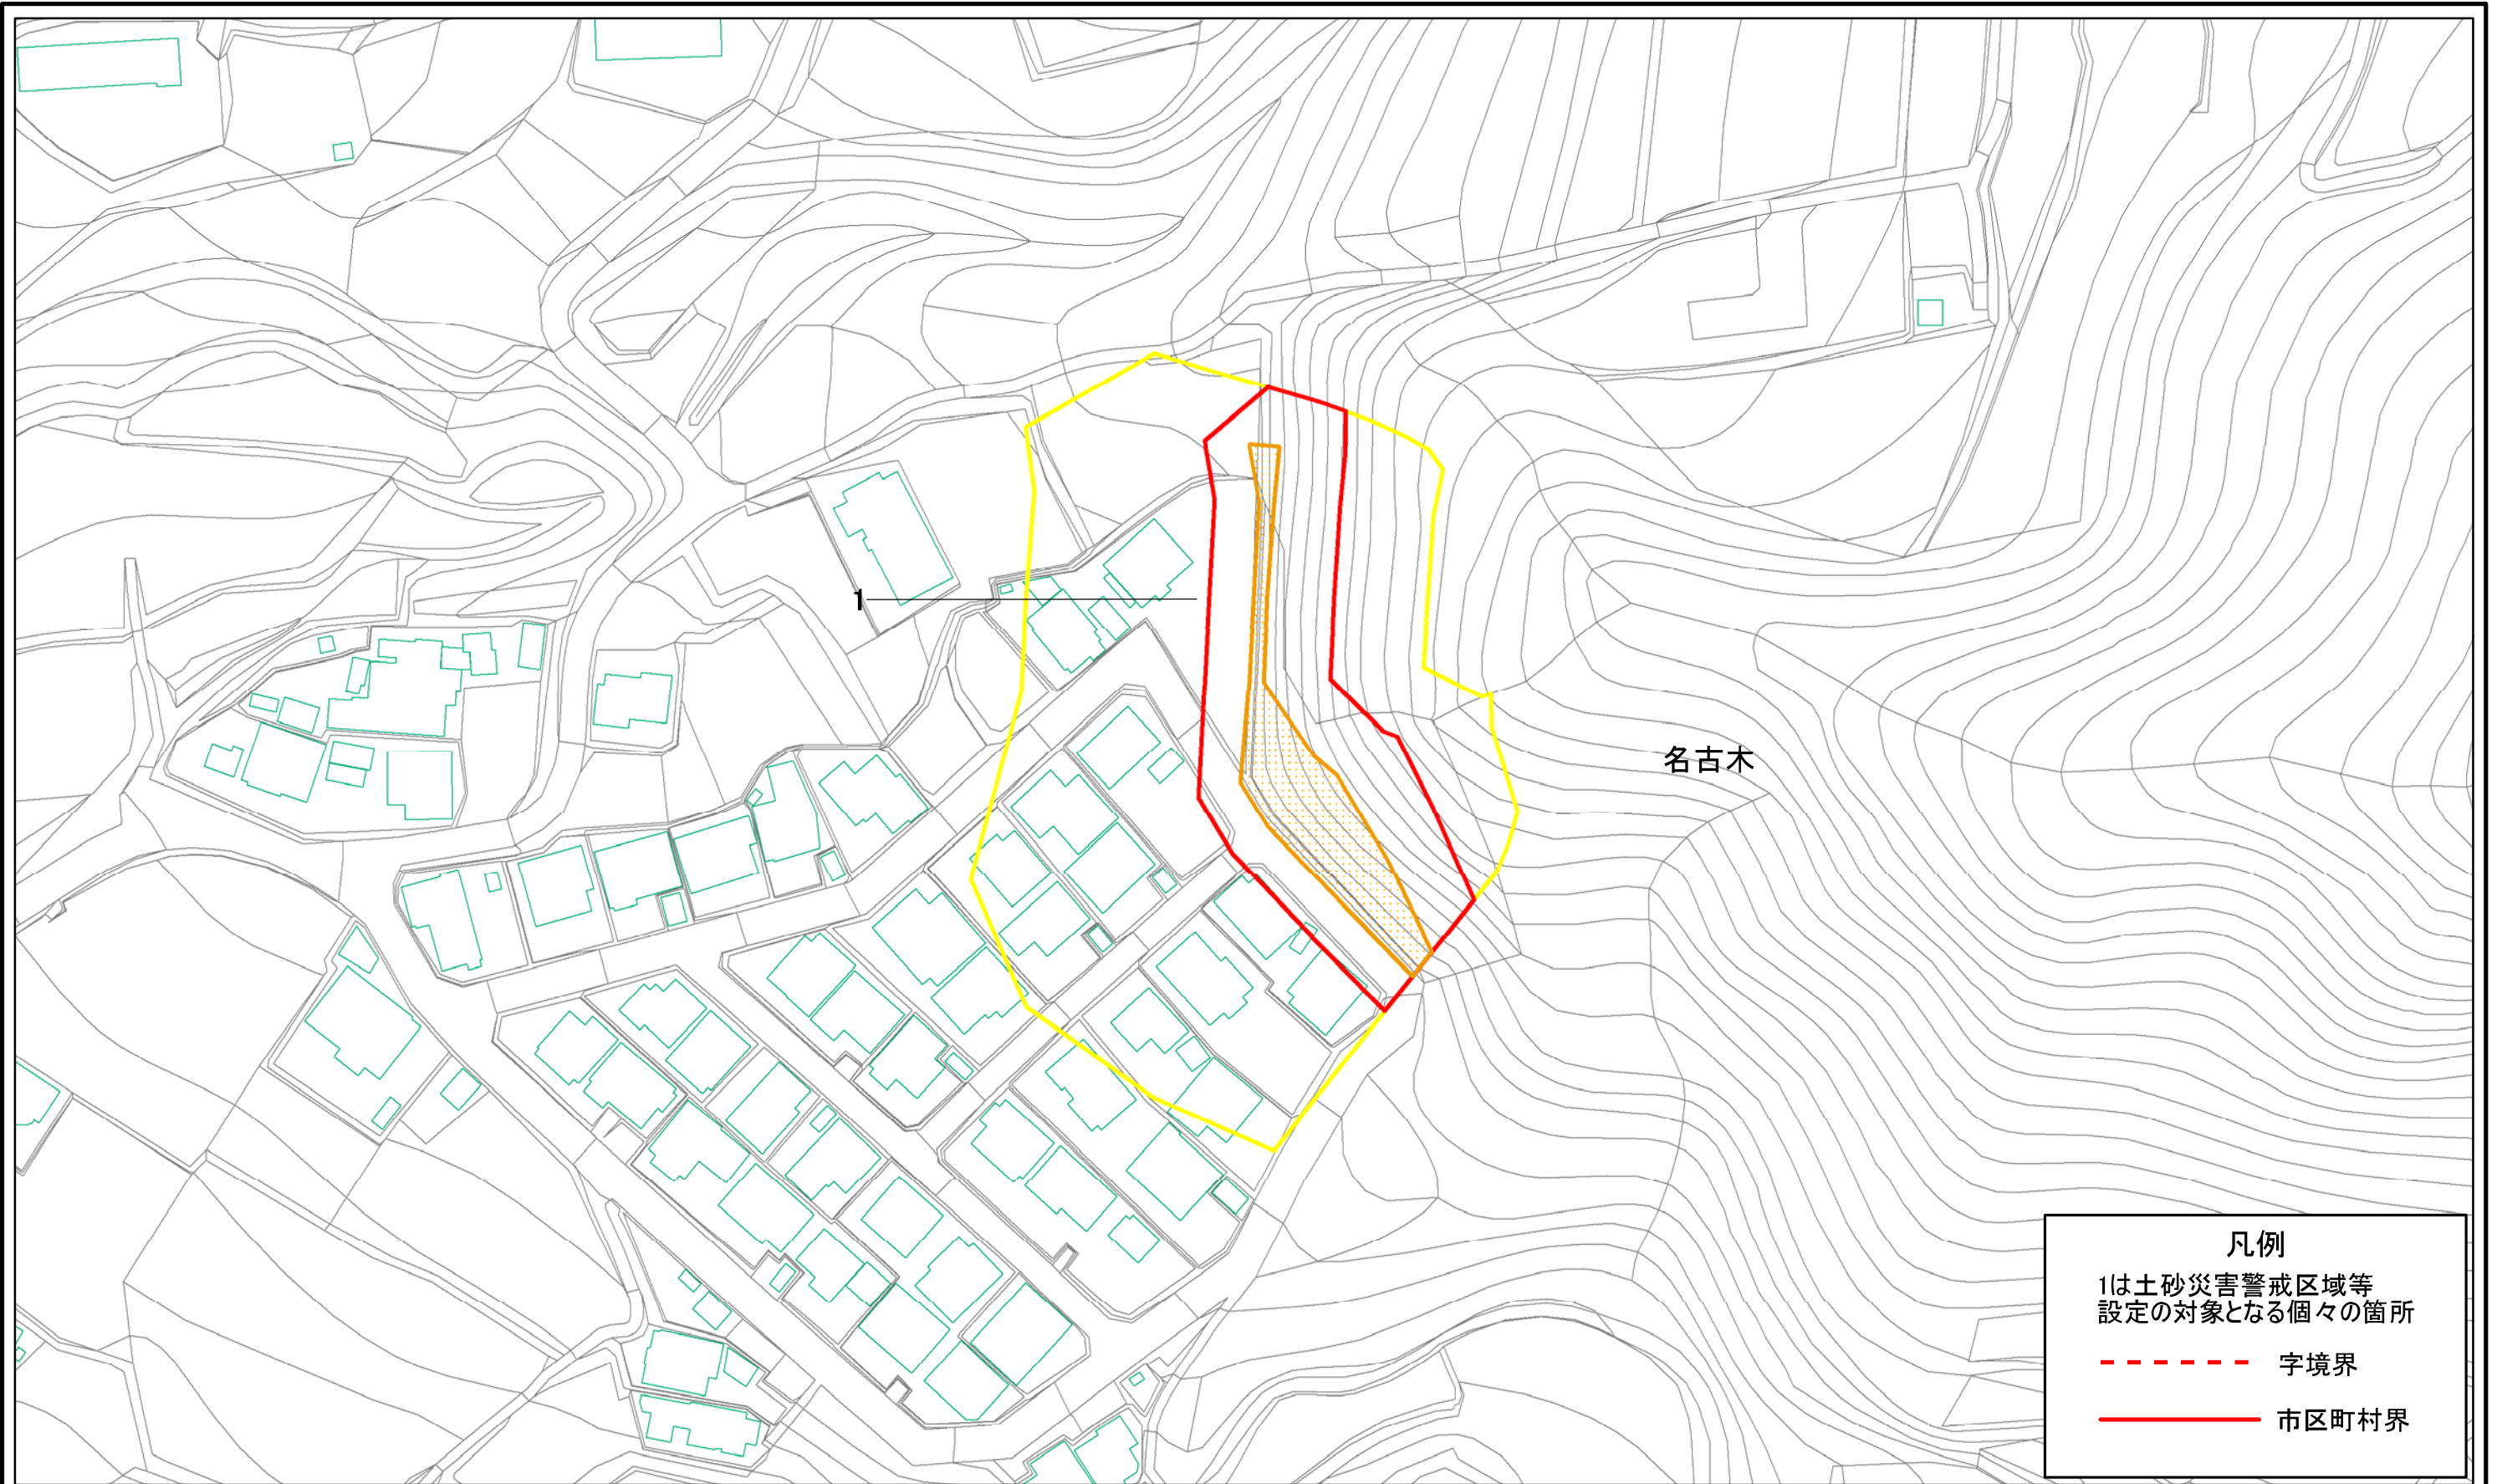 1
名古木
凡例
1は土砂災害警戒区域等
設定の対象となる個々の箇所
字境界
市区町村界